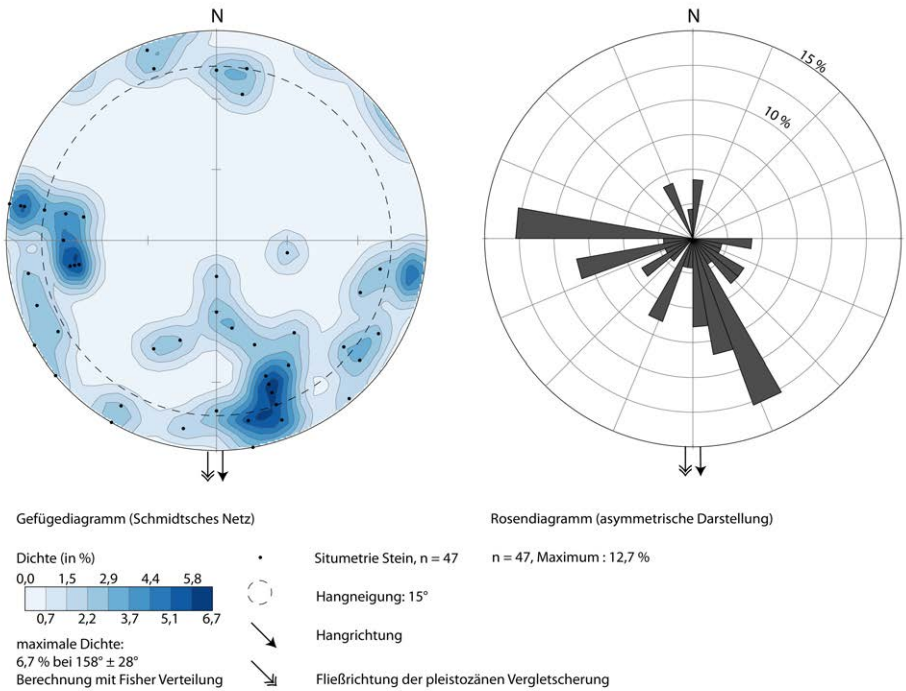 N
N
15 %
10 %
Gefügediagramm (Schmidtsches Netz)
Rosendiagramm (asymmetrische Darstellung)
Dichte (in %)
0,0 1,5 2,9 4,4 5,8
0,7 2,2 3,7 5,1 6,7
maximale Dichte:
6,7 % bei 158° ± 28°
Berechnung mit Fisher Verteilung
Situmetrie Stein, n = 47
Hangneigung: 15°
Hangrichtung
Fließrichtung der pleistozänen Vergletscherung
n = 47, Maximum : 12,7 %